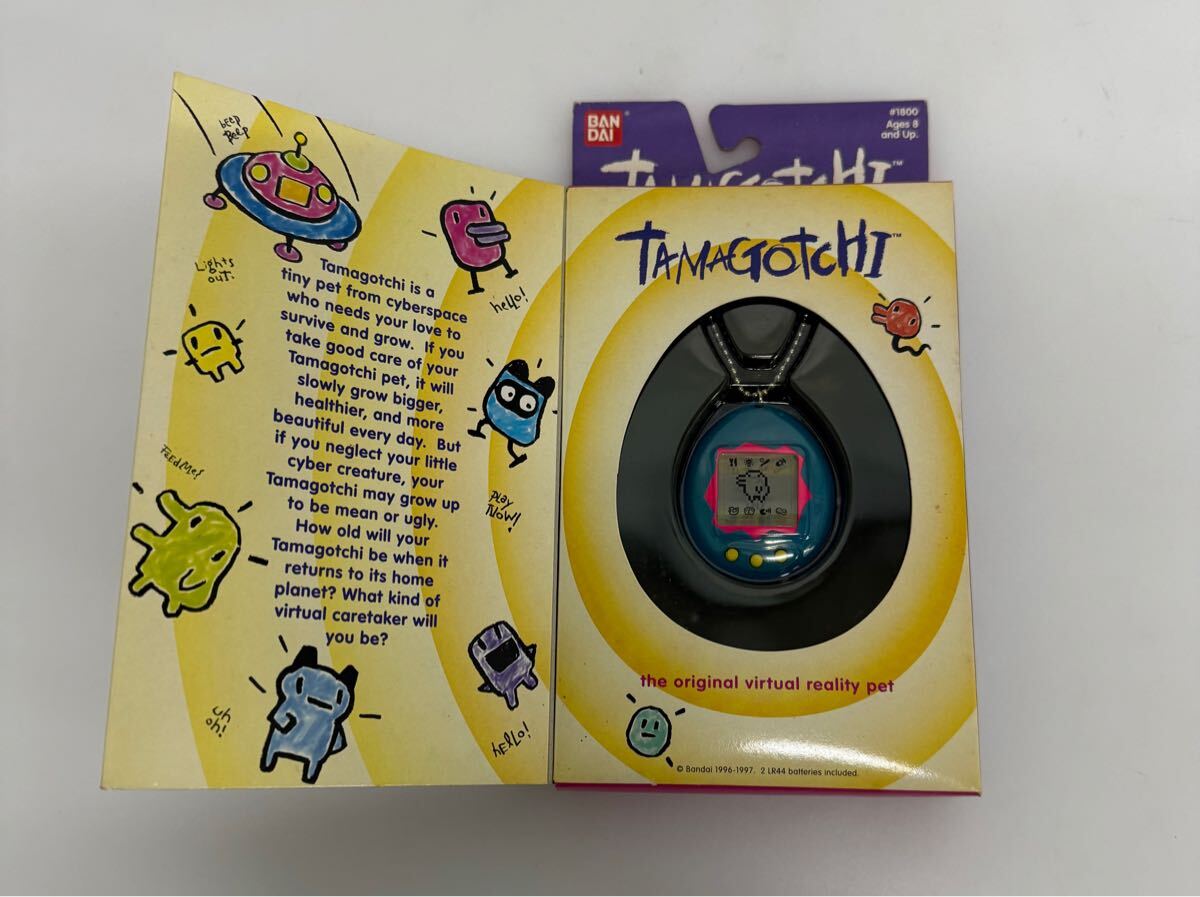 beep
Beep
Lights
out!
hello!
Tamagotchi is a
tiny pet from cyberspace
who needs your love to
survive and grow. If you
take good care of your
Tamagotchi pet, it will
slowly grow bigger,
healthier, and more
beautiful every day. But
if you neglect your little
cyber creature, your
Tamagotchi may grow up
to be mean or ugly.
How old will your
Tamagotchi be when it
returns to its home
planet? What kind of
virtual caretaker will
you be?
FEEdMe!
Play
Now!
uh
oh!
hELLo!
BAN
DAI
#1800
Ages 8
and Up.
TAMAGOTCHI™
TAMAGOTCHI™
the original virtual reality pet
© Bandai 1996-1997. 2 LR44 batteries included.